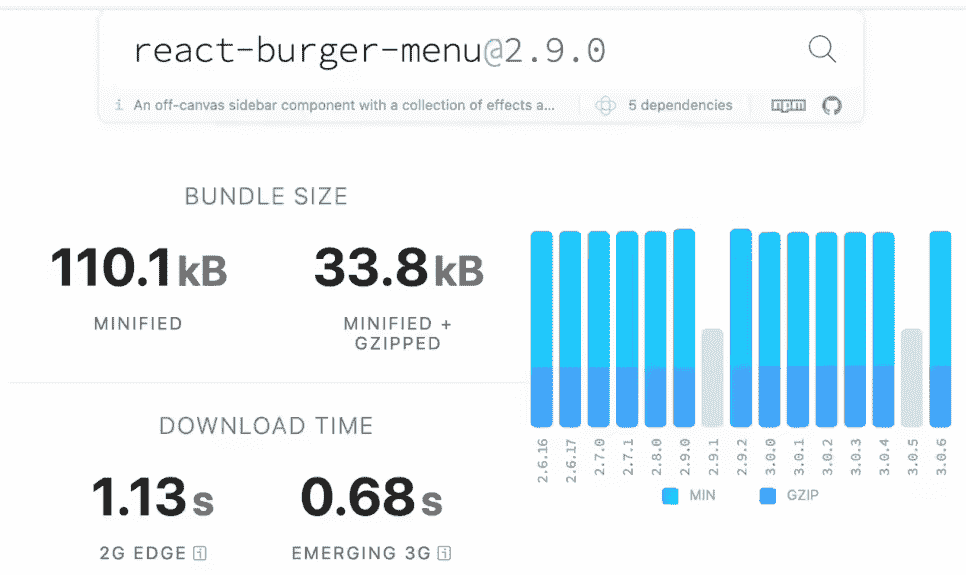 react-burger-menu@2.9.0
An off-canvas sidebar component with a collection of effects a...
5 dependencies
npm
BUNDLE SIZE
110.1 kB
33.8 kB
MINIFIED
MINIFIED +
GZIPPED
DOWNLOAD TIME
1.13 s
0.68 s
2G EDGE i
EMERGING 3G i
2.6.16
2.6.17
2.7.0
2.7.1
2.8.0
2.9.0
2.9.1
2.9.2
3.0.0
3.0.1
3.0.2
3.0.3
3.0.4
3.0.5
3.0.6
MIN
GZIP